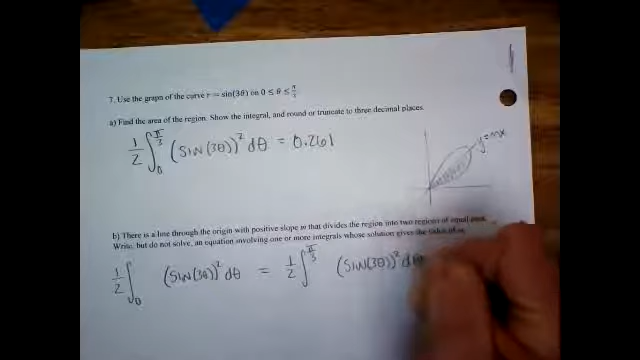 7. Use the graph of the curve r = sin(3θ) on 0 ≤ θ ≤ π/3
a) Find the area of the region. Show the integral, and round or truncate to three decimal places.
1/2 ∫₀^(π/3) (sin(3θ))² dθ = 0.261
y=mx
b) There is a line through the origin with positive slope m that divides the region into two regions of equal area.
Write, but do not solve, an equation involving one or more integrals whose solution gives the value of m.
1/2 ∫₀ (sin(3θ))² dθ = 1/2 ∫^(π/3) (sin(3θ))² dθ